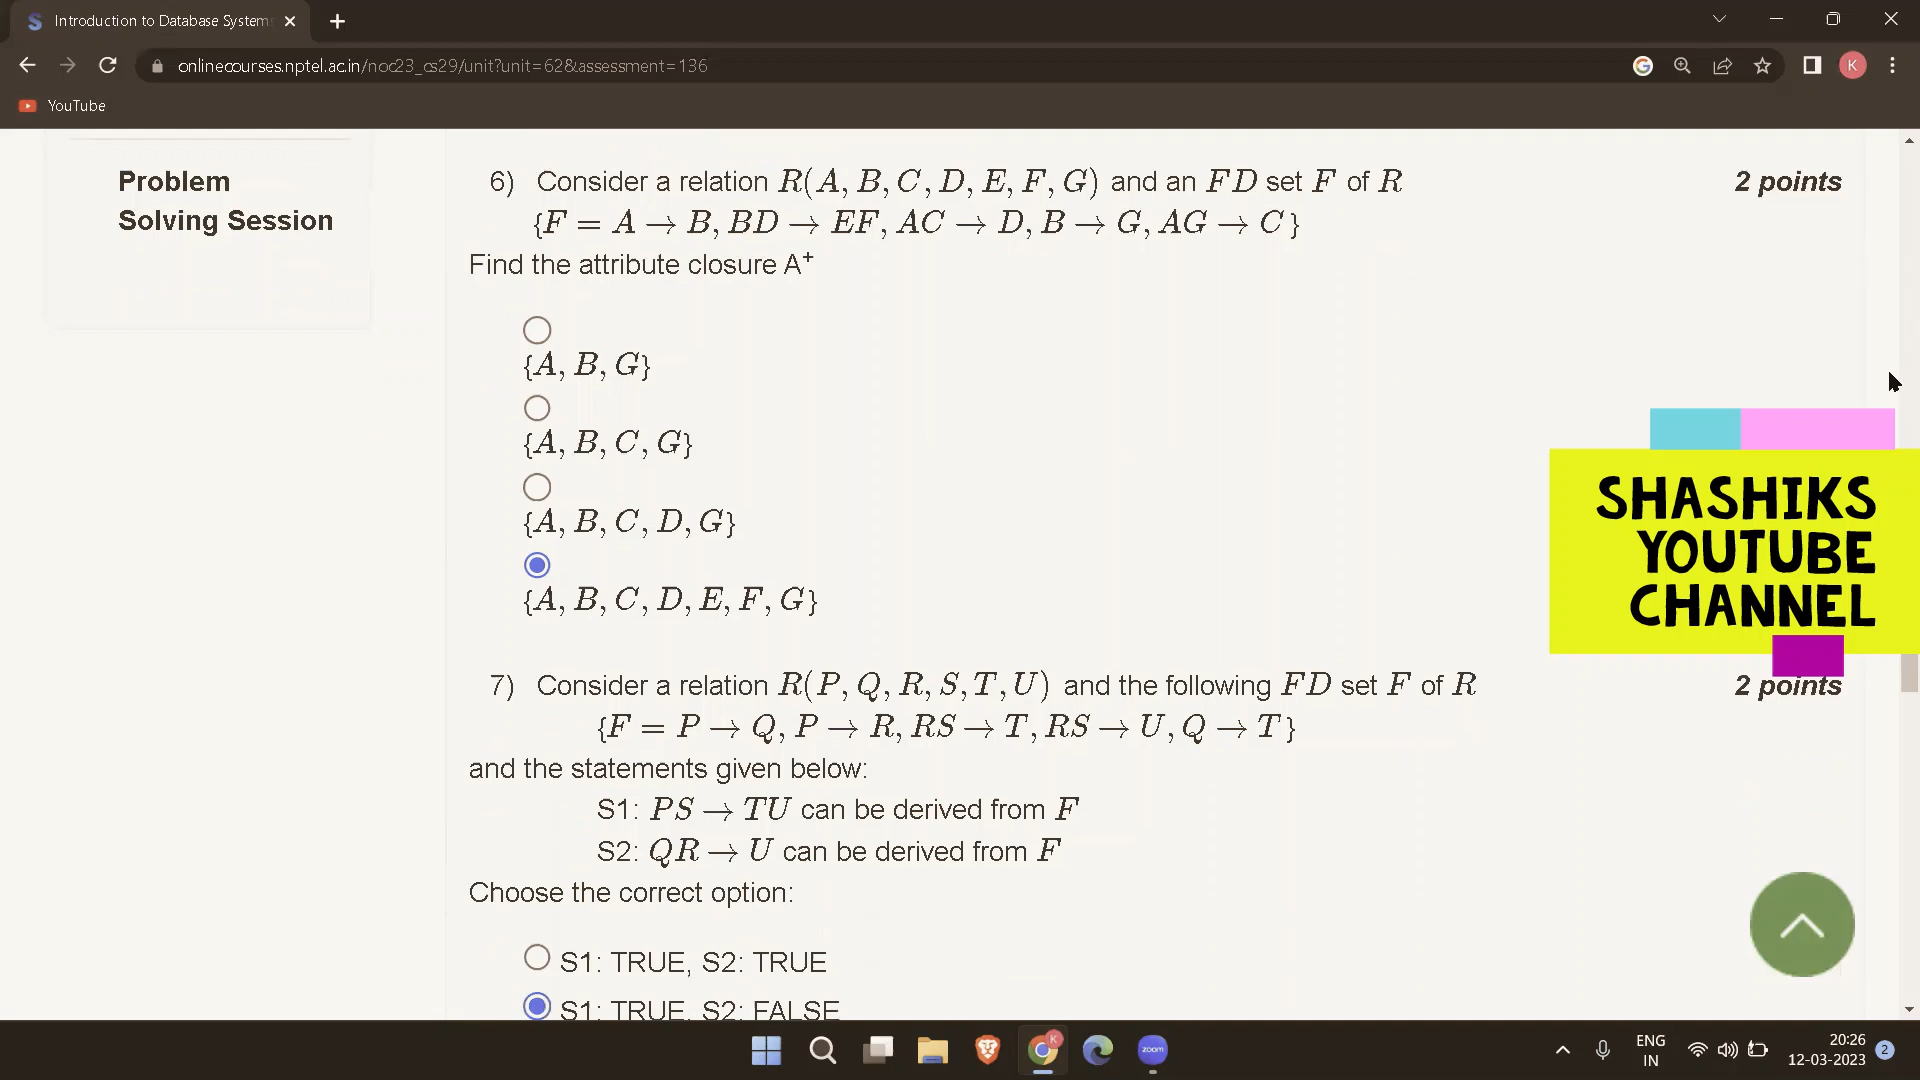 Introduction to Database System
onlinecourses.nptel.ac.in/noc23_cs29/unit?unit=62&assessment=136
K
YouTube
Problem
Solving Session
6) Consider a relation R(A, B, C, D, E, F, G) and an FD set F of R 2 points
{F = A → B, BD → EF, AC → D, B → G, AG → C}
Find the attribute closure A⁺
{A, B, G}
{A, B, C, G}
{A, B, C, D, G}
{A, B, C, D, E, F, G}
SHASHIKS
YOUTUBE
CHANNEL
7) Consider a relation R(P, Q, R, S, T, U) and the following FD set F of R 2 points
{F = P → Q, P → R, RS → T, RS → U, Q → T}
and the statements given below:
S1: PS → TU can be derived from F
S2: QR → U can be derived from F
Choose the correct option:
S1: TRUE, S2: TRUE
S1: TRUE, S2: FALSE
K
zoom
ENG
IN
20:26
12-03-2023
2